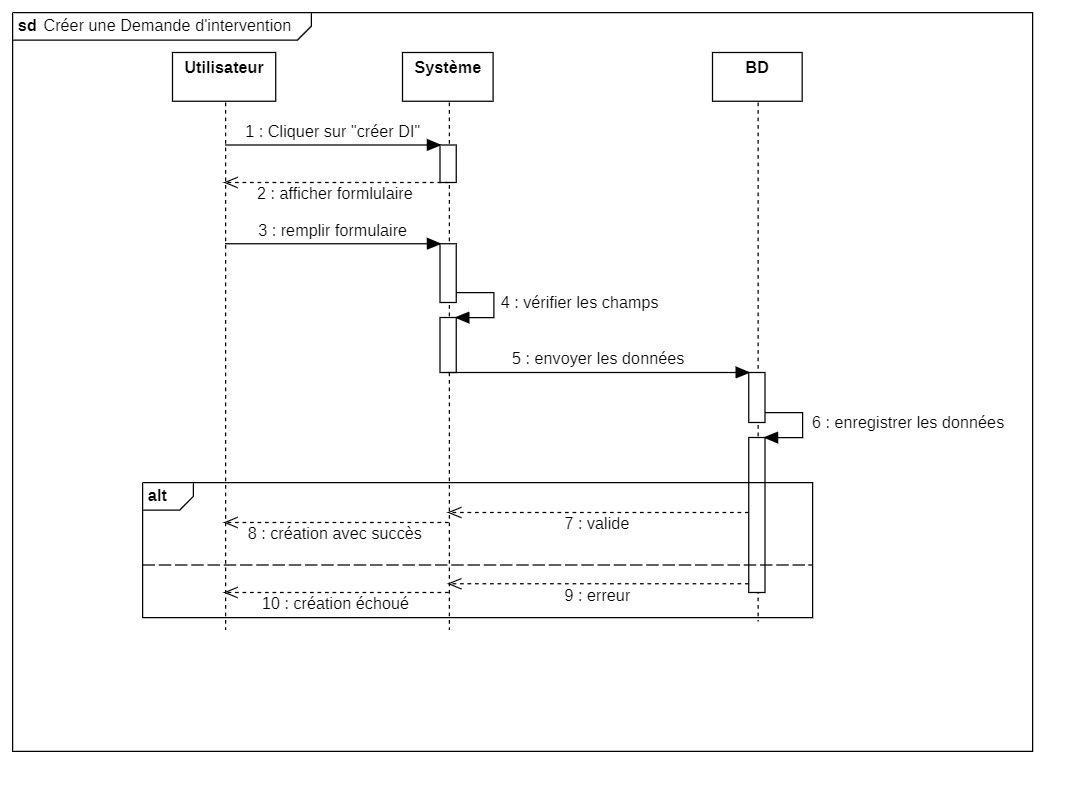 sd Créer une Demande d'intervention
Utilisateur
Système
BD
1 : Cliquer sur "créer DI"
2 : afficher formlulaire
3 : remplir formulaire
4 : vérifier les champs
5 : envoyer les données
6 : enregistrer les données
alt
7 : valide
8 : création avec succès
9 : erreur
10 : création échoué